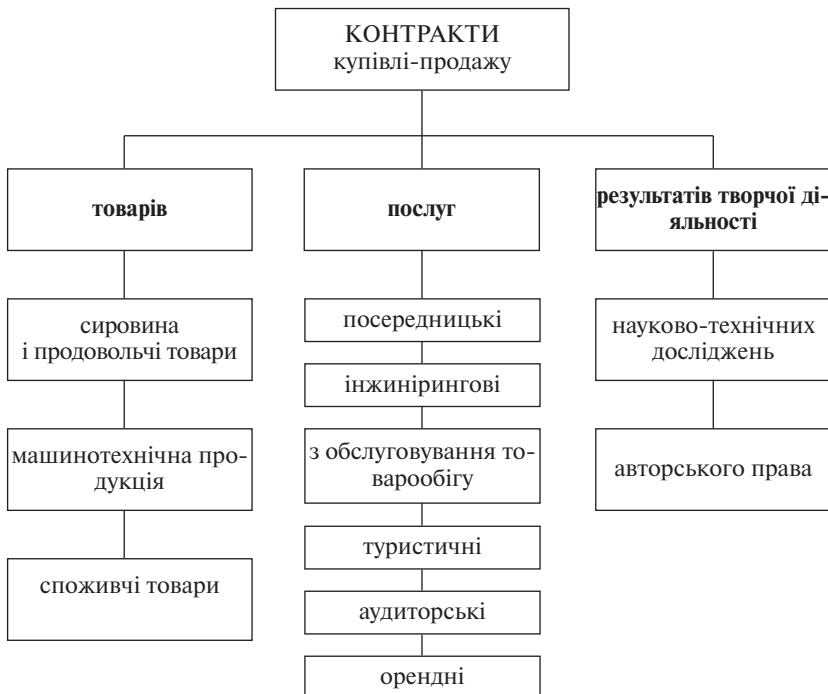 КОНТРАКТИ
купівлі-продажу
товарів
сировина
і продовольчі товари
машинотехнічна про-
дукція
споживчі товари
послуг
посередницькі
інжинірингові
з обслуговування то-
варообігу
туристичні
аудиторські
орендні
результатів творчої ді-
яльності
науково-технічних
досліджень
авторського права